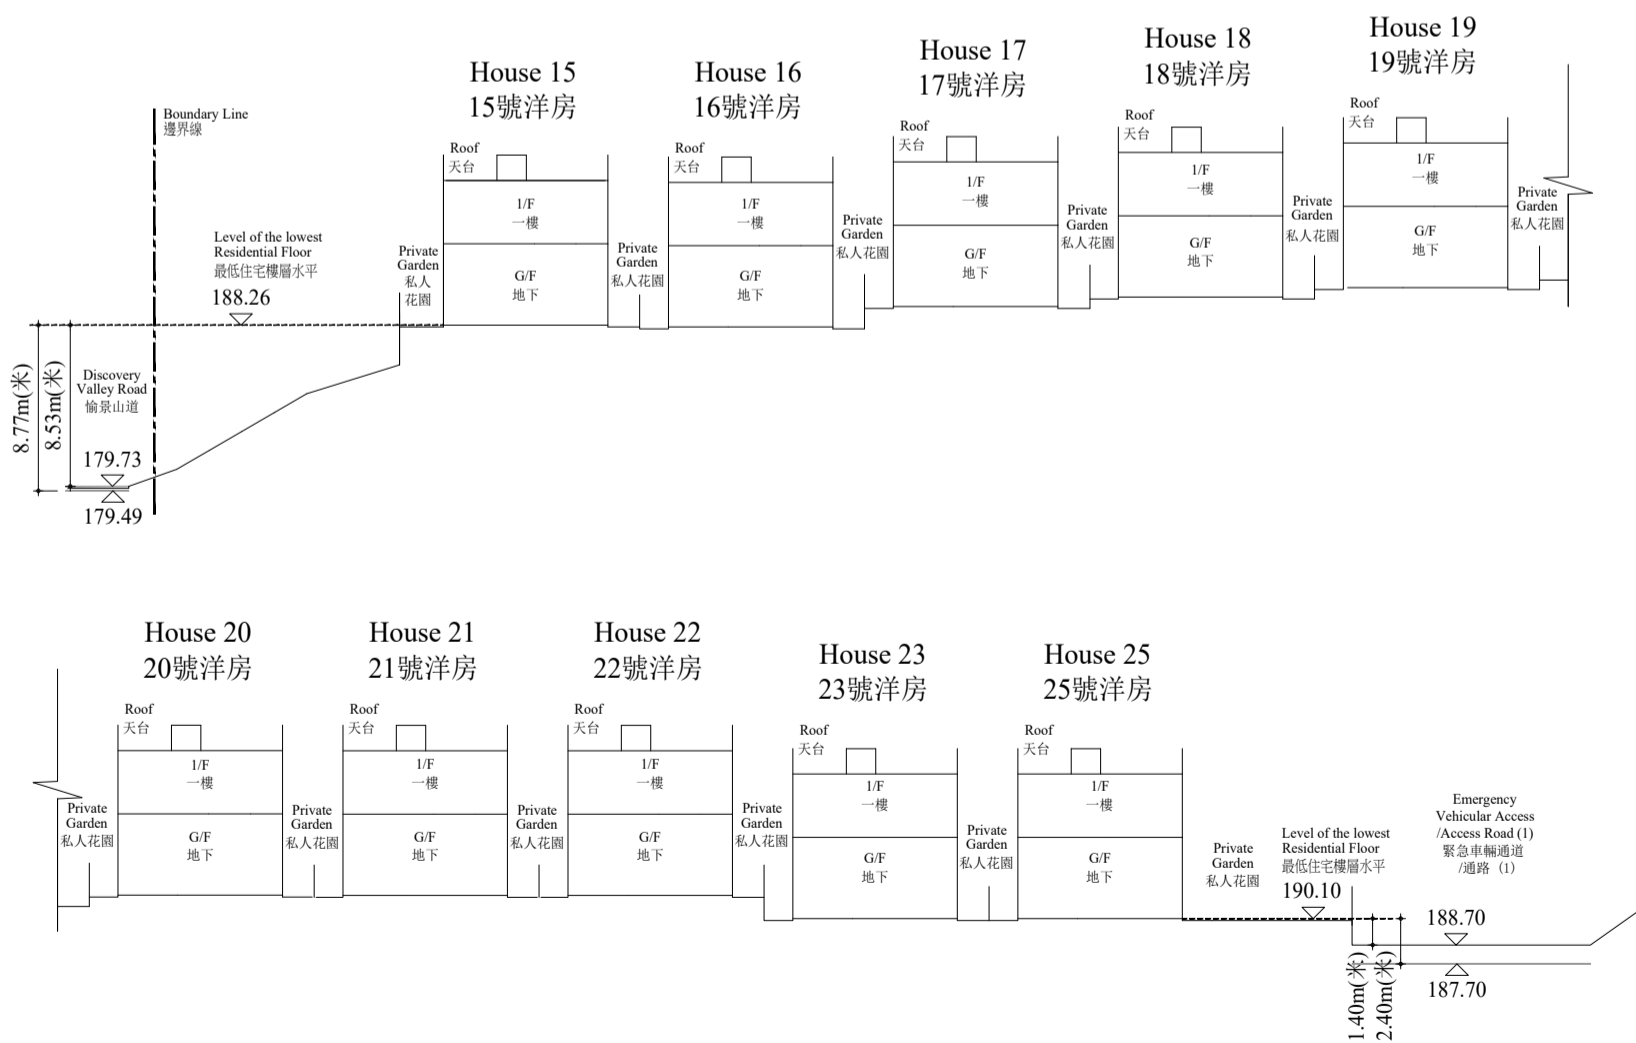 House 15
15號洋房
House 16
16號洋房
House 17
17號洋房
House 18
18號洋房
House 19
19號洋房
Boundary Line
邊界線
Roof
天台
1/F
一樓
G/F
地下
Roof
天台
1/F
一樓
G/F
地下
Roof
天台
1/F
一樓
G/F
地下
Roof
天台
1/F
一樓
G/F
地下
Roof
天台
1/F
一樓
G/F
地下
Level of the lowest
Residential Floor
最低住宅樓層水平
188.26
Private
Garden
私人
花園
Private
Garden
私人花園
Private
Garden
私人花園
Private
Garden
私人花園
Private
Garden
私人花園
Private
Garden
私人花園
8.77m(米)
8.53m(米)
Discovery
Valley Road
愉景山道
179.73
179.49
House 20
20號洋房
House 21
21號洋房
House 22
22號洋房
House 23
23號洋房
House 25
25號洋房
Roof
天台
1/F
一樓
G/F
地下
Roof
天台
1/F
一樓
G/F
地下
Roof
天台
1/F
一樓
G/F
地下
Roof
天台
1/F
一樓
G/F
地下
Roof
天台
1/F
一樓
G/F
地下
Private
Garden
私人花園
Private
Garden
私人花園
Private
Garden
私人花園
Private
Garden
私人花園
Private
Garden
私人花園
Private
Garden
私人花園
Level of the lowest
Residential Floor
最低住宅樓層水平
190.10
Emergency
Vehicular Access
/Access Road (1)
緊急車輛通道
/通路（1）
188.70
187.70
1.40m(米)
2.40m(米)